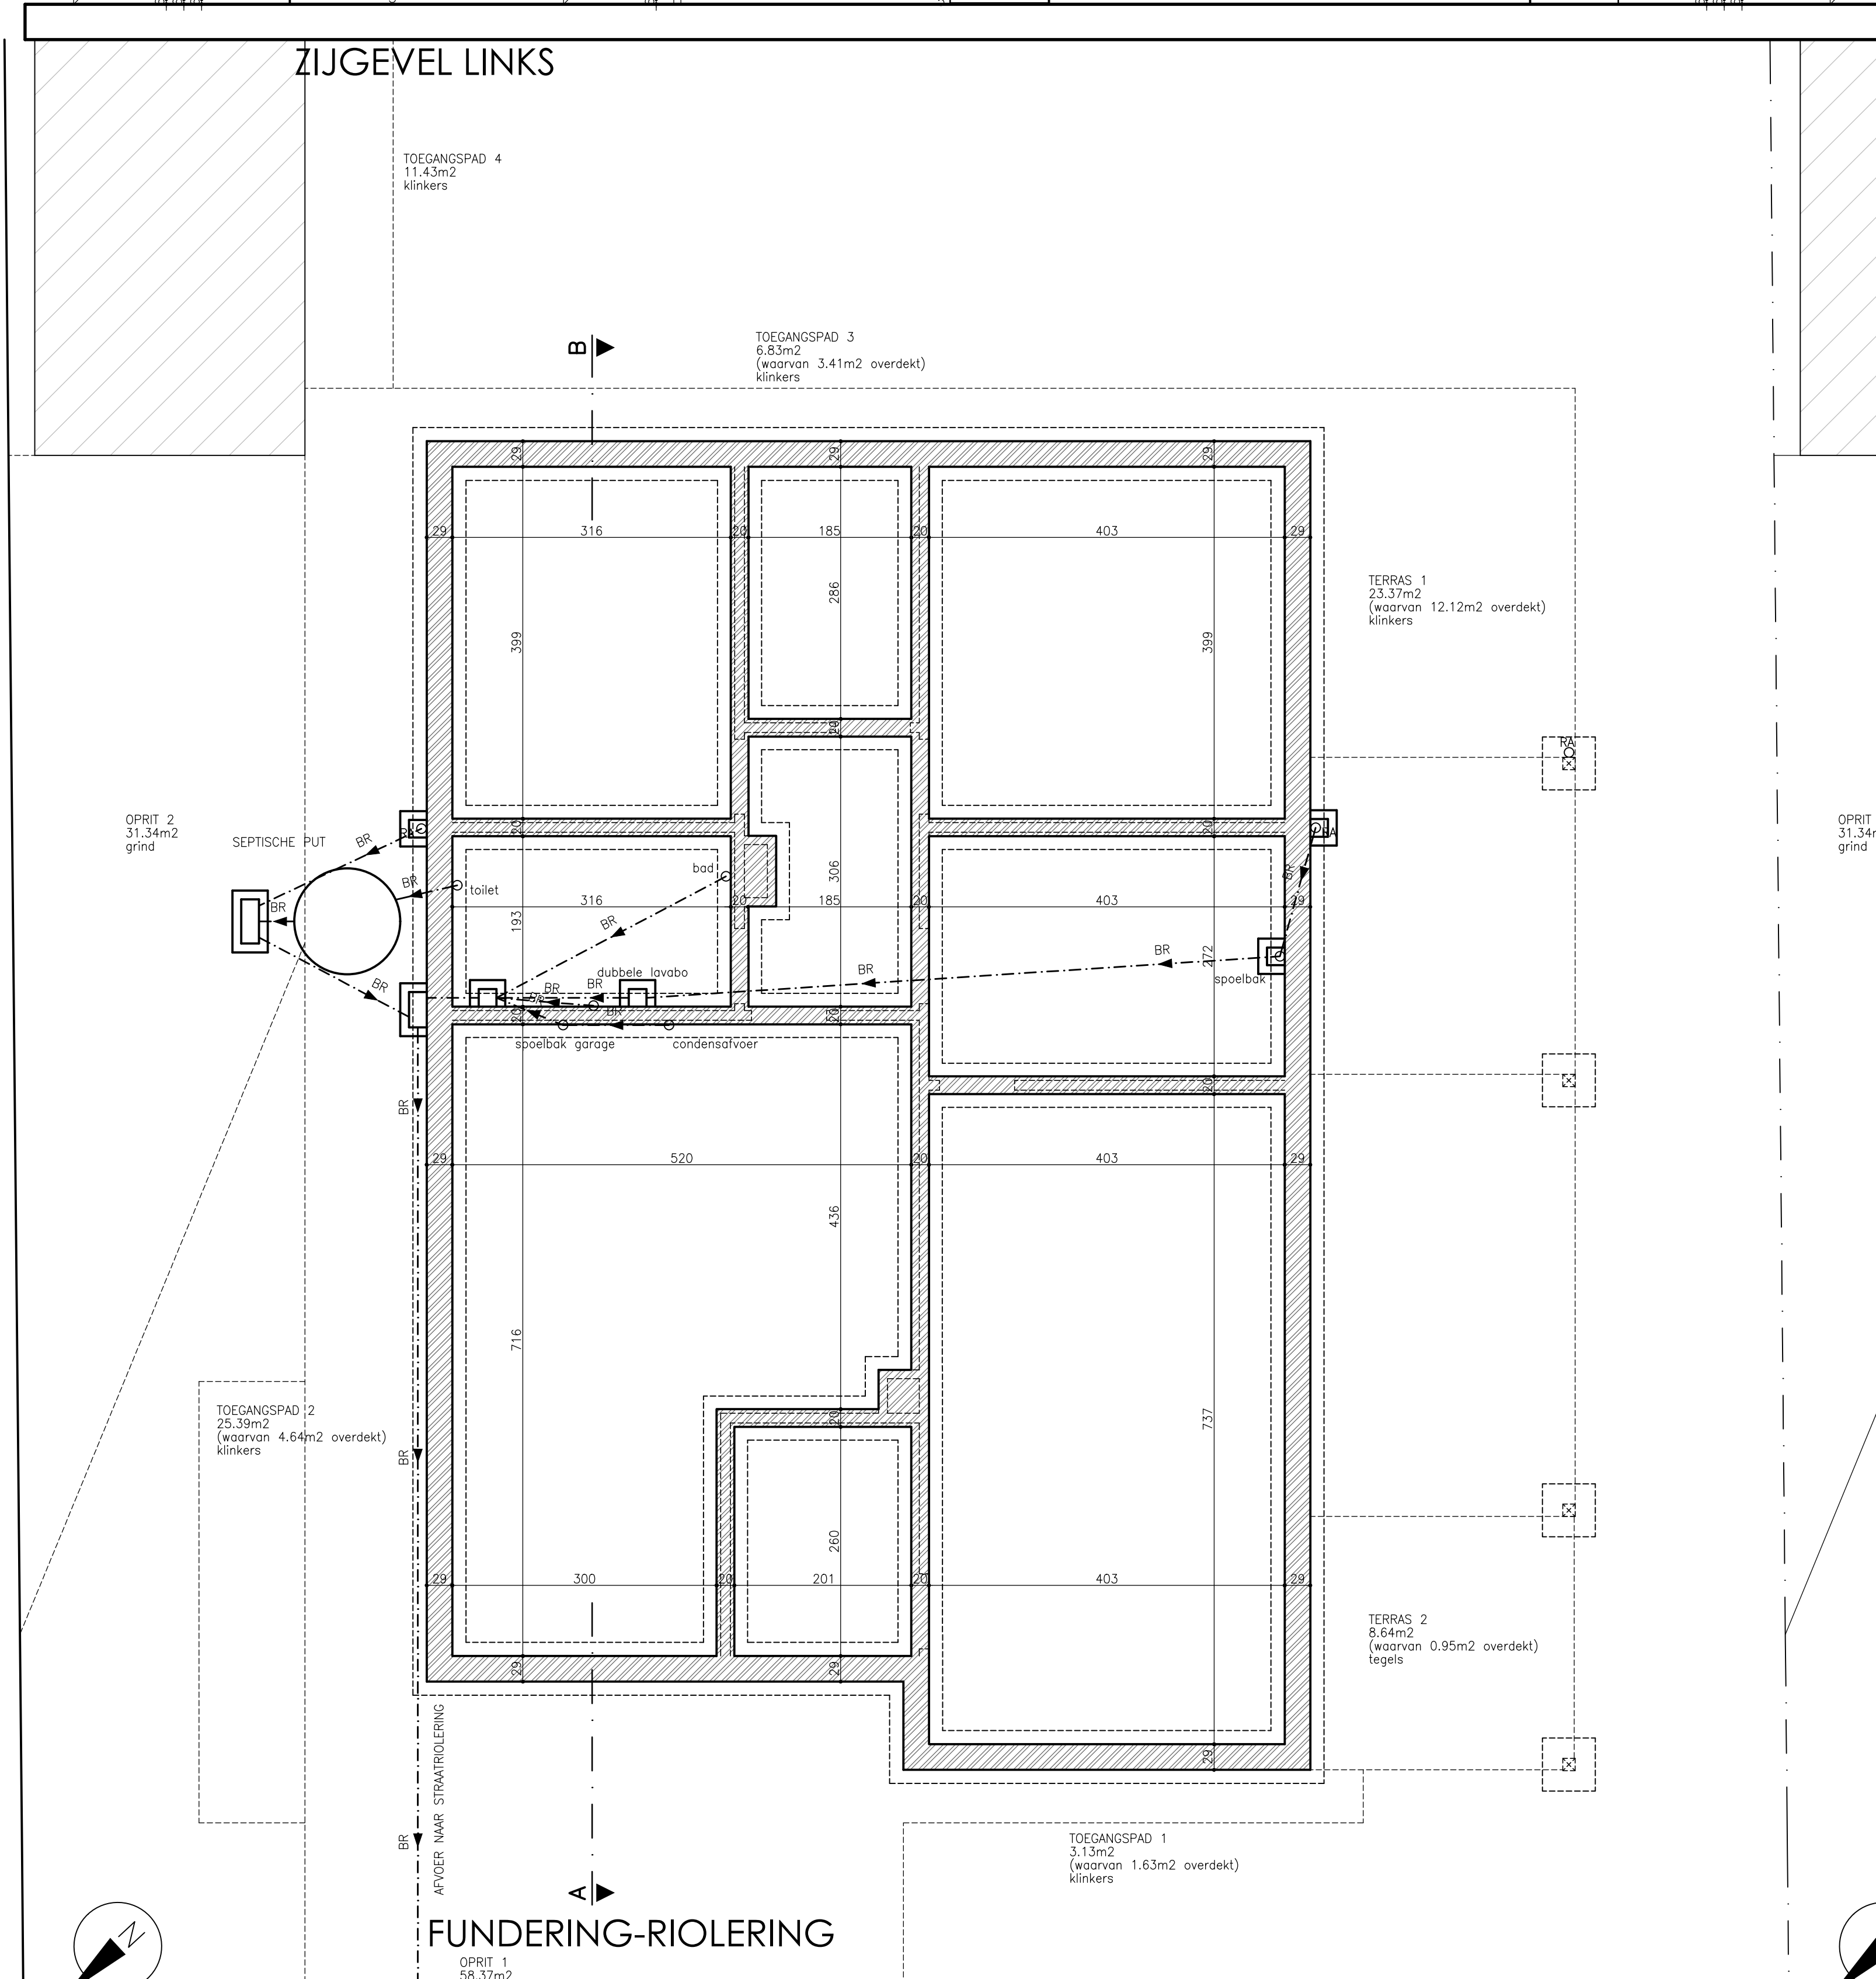 ZIJGEVEL LINKS
TOEGANGSPAD 4
11.43m2
klinkers
B
TOEGANGSPAD 3
6.83m2
(waarvan 3.41m2 overdekt)
klinkers
29
29
29
29
316
20
185
20
403
29
286
399
399
TERRAS 1
23.37m2
(waarvan 12.12m2 overdekt)
klinkers
20
RA
OPRIT 2
31.34m2
grind
SEPTISCHE PUT
BR
RA
20
20
RA
OPRIT
31.34m
grind
bad
306
BR
BR
toilet
316
20
185
20
403
29
BR
193
BR
272
BR
BR
BR
dubbele lavabo
spoelbak
BR
BR
BR
BR
20
20
spoelbak garage
condensafvoer
BR
20
29
520
20
403
29
436
716
TOEGANGSPAD 2
25.39m2
(waarvan 4.64m2 overdekt)
klinkers
20
737
BR
260
29
300
20
201
20
403
29
TERRAS 2
8.64m2
(waarvan 0.95m2 overdekt)
tegels
29
29
29
AFVOER NAAR STRAATRIOLERING
BR
TOEGANGSPAD 1
3.13m2
(waarvan 1.63m2 overdekt)
klinkers
A
N
FUNDERING-RIOLERING
OPRIT 1
58.37m2